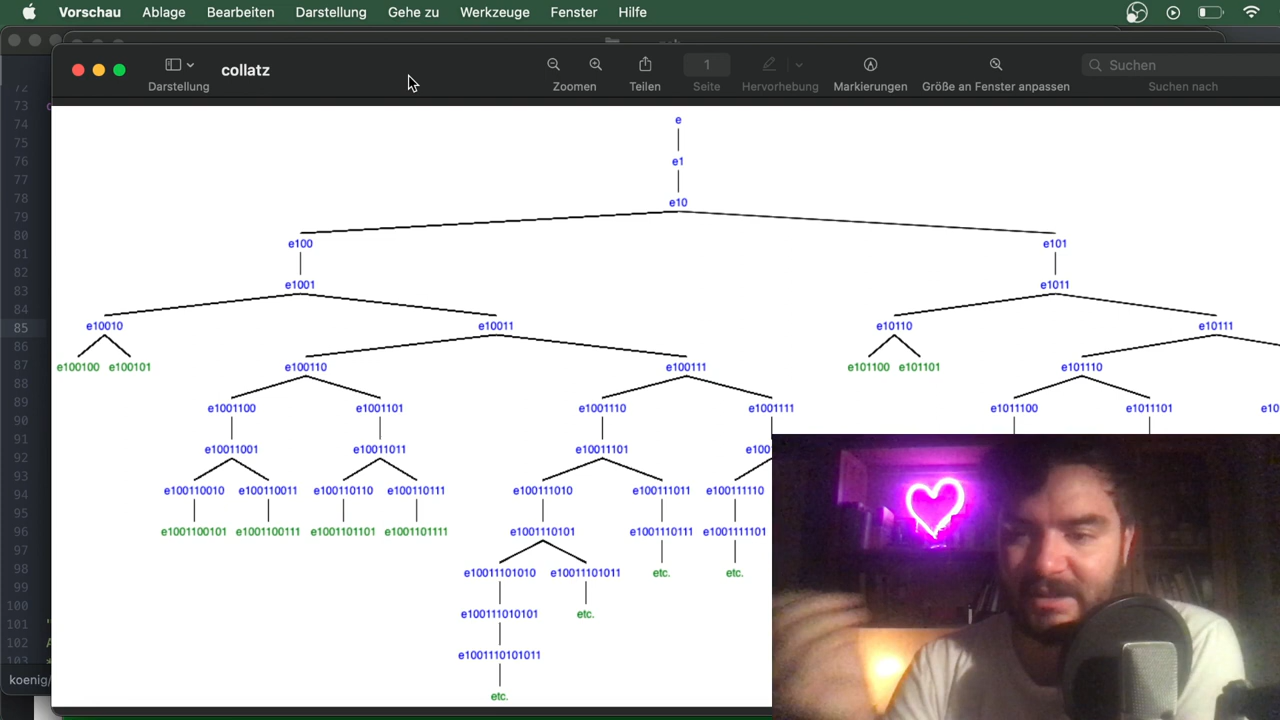 Vorschau Ablage Bearbeiten Darstellung Gehe zu Werkzeuge Fenster Hilfe
collatz
1
Suchen
Darstellung Zoomen Teilen Seite Hervorhebung Markierungen Größe an Fenster anpassen Suchen nach
72
73
74
75
76
77
78
79
80
81
82
83
84
85
86
87
88
89
90
91
92
93
94
95
96
97
98
99
100
101 "
102 A
103
koenig/
e
e1
e10
e100 e101
e1001 e1011
e10010 e10011 e10110 e10111
e100100 e100101 e100110 e100111 e101100 e101101 e101110
e1001100 e1001101 e1001110 e1001111 e1011100 e1011101
e10011001 e10011011 e10011101
e100110010 e100110011 e100110110 e100110111 e100111010 e100111011 e100111110
e1001100101 e1001100111 e1001101101 e1001101111 e1001110101 e1001110111 e1001111101
e10011101010 e10011101011 etc. etc.
e100111010101 etc.
e1001110101011
etc.